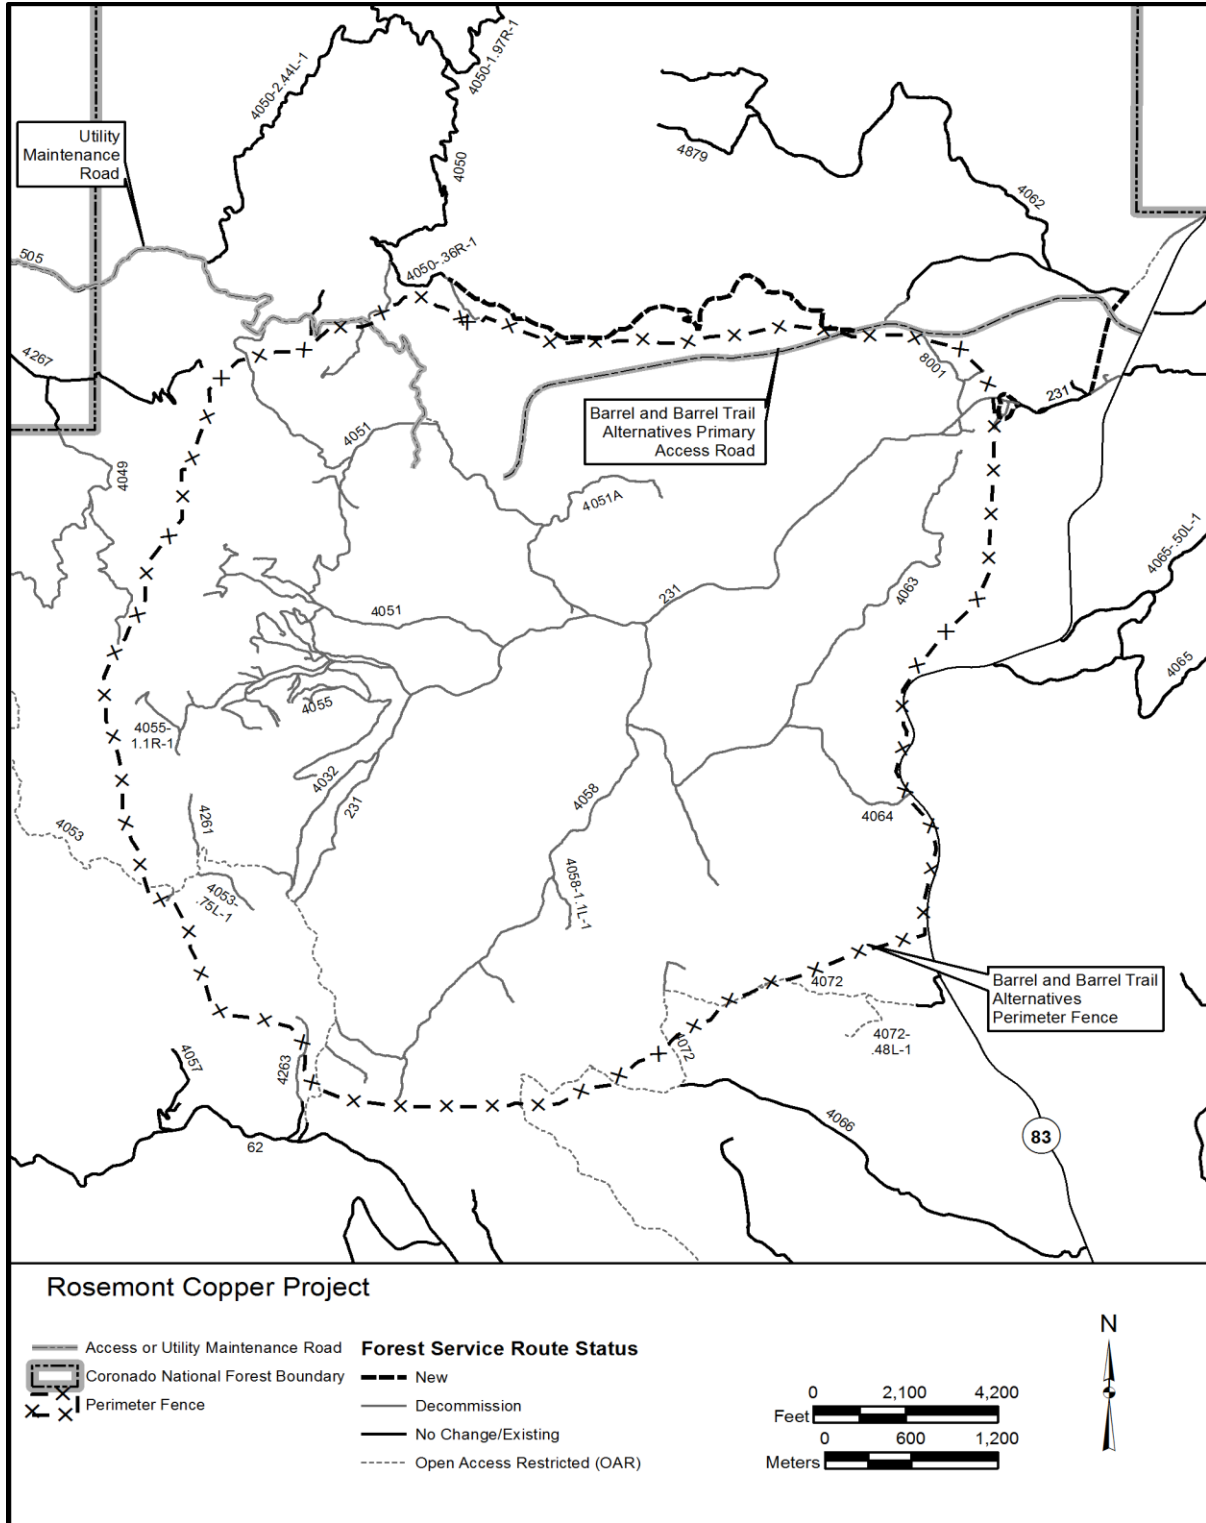 4050-2.44L-1
4050-1.97R-1
Utility
Maintenance
Road
4050
4879
4062
505
4050-.36R-1
4267
8001
231
Barrel and Barrel Trail
Alternatives Primary
Access Road
4051
4049
4051A
4065-.50L-1
231
4063
4051
4065
4055
4055-
1.1R-1
4032
231
4058
4261
4064
4053
4053-
.75L-1
4058-1.1L-1
4072
Barrel and Barrel Trail
Alternatives
Perimeter Fence
4072-
.48L-1
4072
4057
4263
62
4066
83
Rosemont Copper Project
Access or Utility Maintenance Road
Coronado National Forest Boundary
Perimeter Fence
Forest Service Route Status
New
Decommission
No Change/Existing
Open Access Restricted (OAR)
0 2,100 4,200
Feet
0 600 1,200
Meters
N